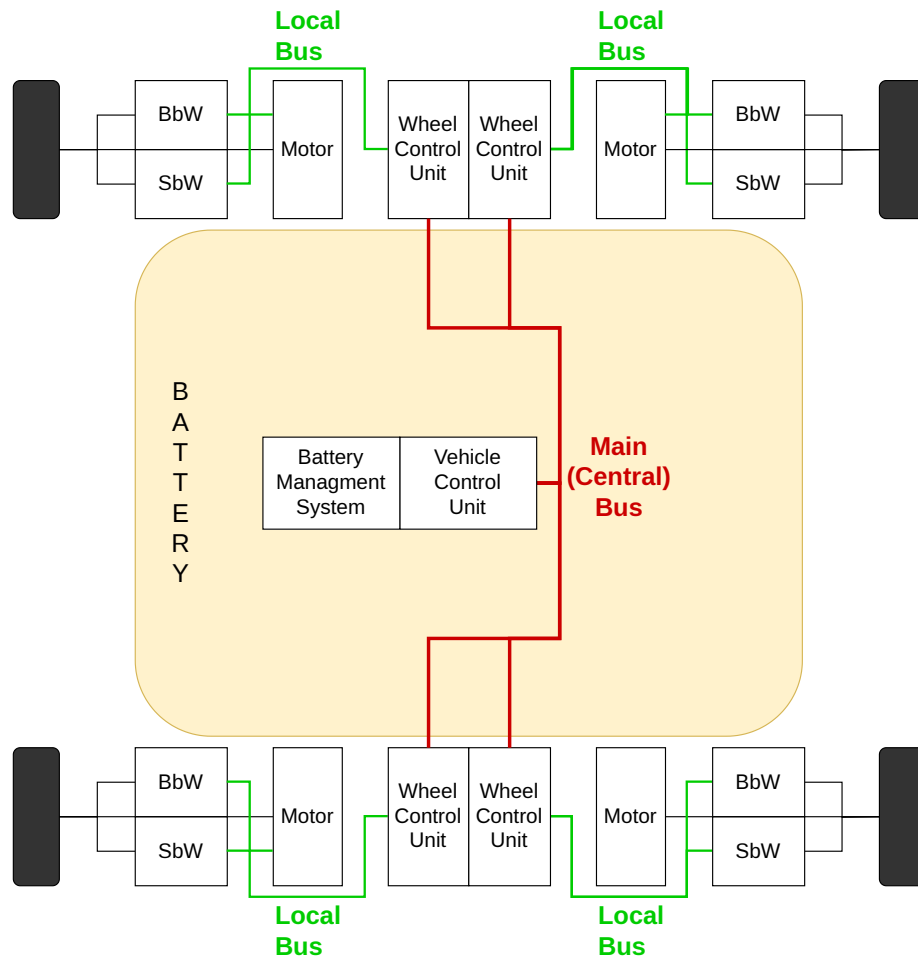 Local
Bus
Local
Bus
BbW
SbW
Motor
Wheel
Control
Unit
Wheel
Control
Unit
Motor
BbW
SbW
B
A
T
T
E
R
Y
Battery
Managment
System
Vehicle
Control
Unit
Main
(Central)
Bus
BbW
SbW
Motor
Wheel
Control
Unit
Wheel
Control
Unit
Motor
BbW
SbW
Local
Bus
Local
Bus